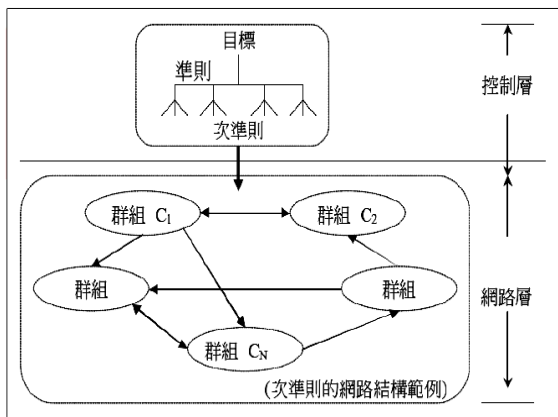 目標
準則
次準則
控制層
群組 C1
群組 C2
群組
群組
群組 CN
網路層
(次準則的網路結構範例)